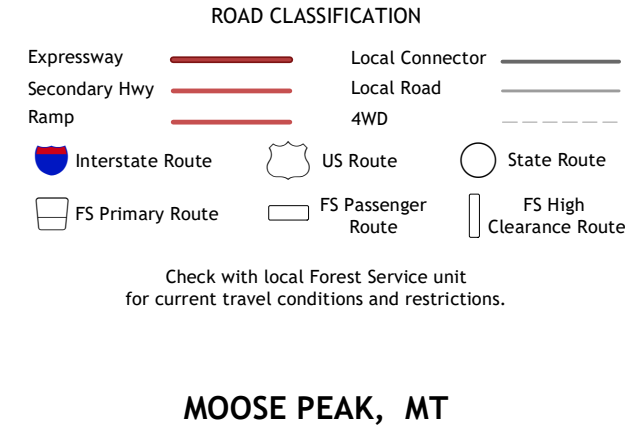 ROAD CLASSIFICATION
Expressway
Local Connector
Secondary Hwy
Local Road
Ramp
4WD
Interstate Route
US Route
State Route
FS Primary Route
FS Passenger
Route
FS High
Clearance Route
Check with local Forest Service unit
for current travel conditions and restrictions.
MOOSE PEAK, MT